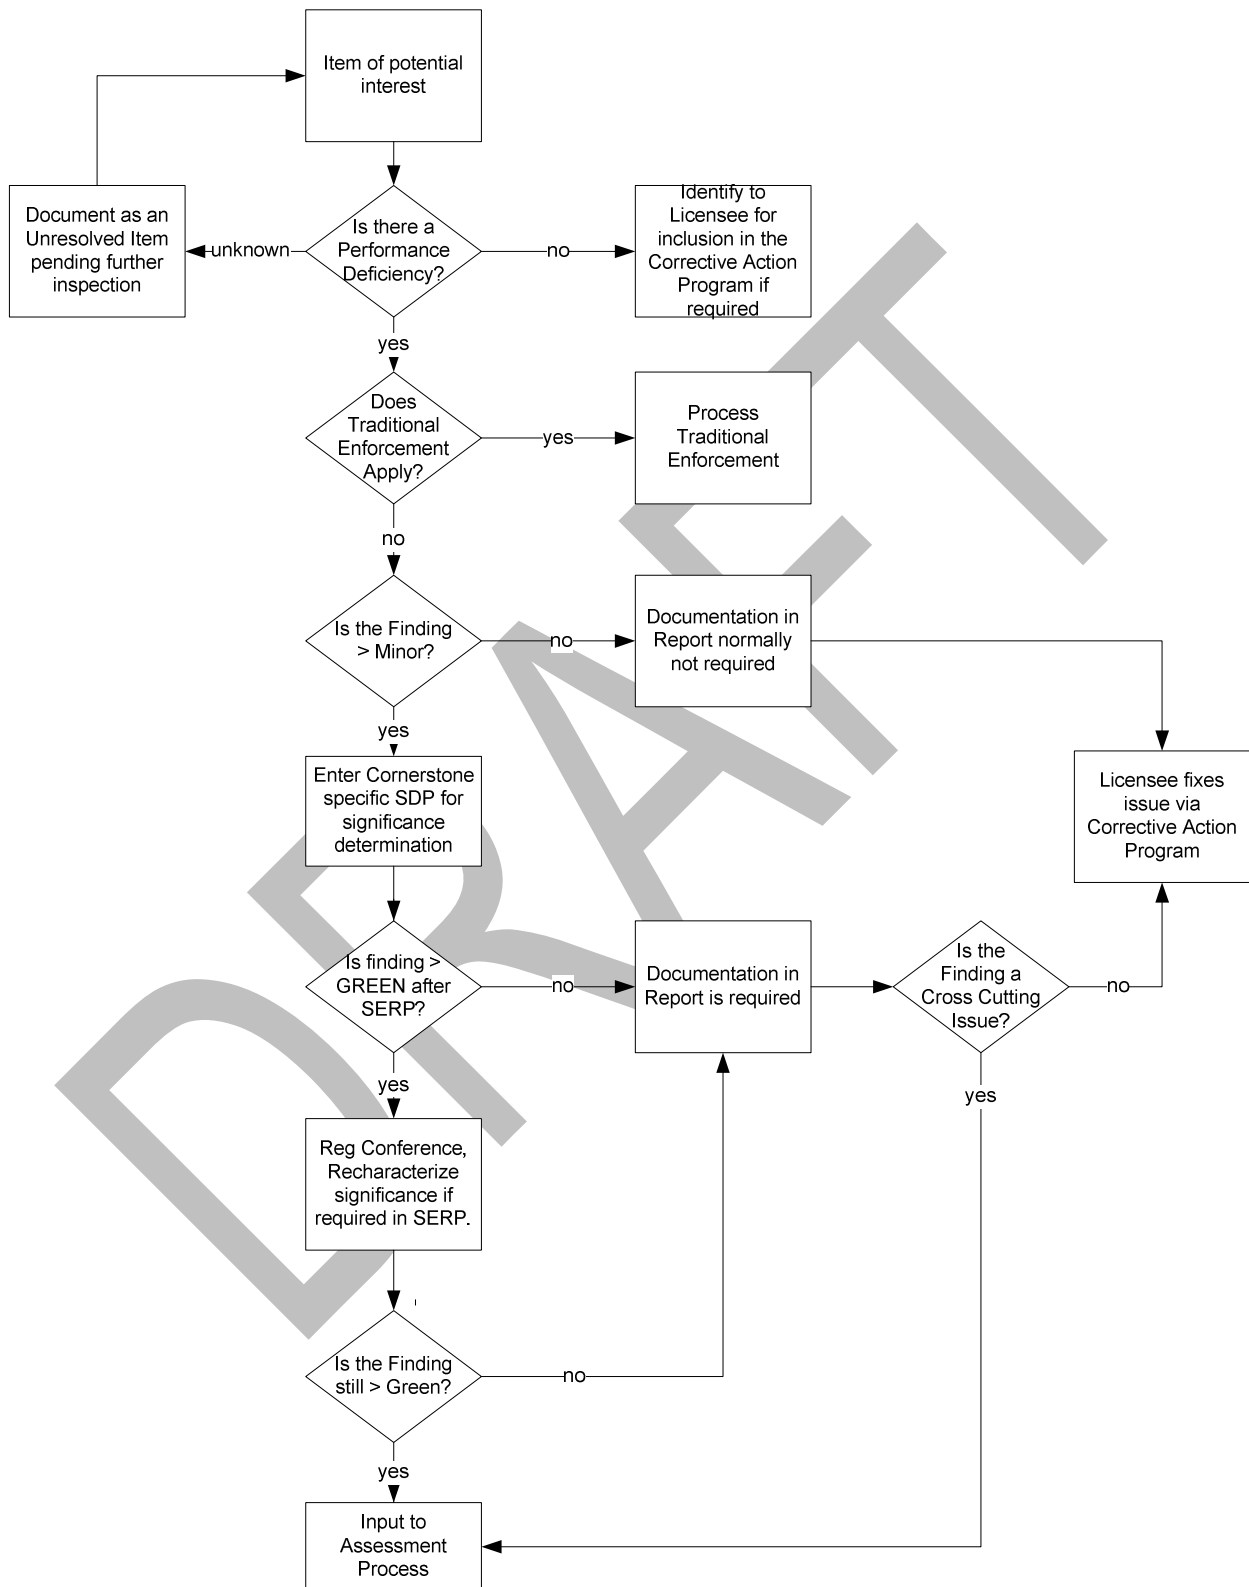 Item of potential
interest
Document as an
Unresolved Item
pending further
inspection
unknown
Is there a
Performance
Deficiency?
no
Identify to
Licensee for
inclusion in the
Corrective Action
Program if
required
yes
Does
Traditional
Enforcement
Apply?
yes
Process
Traditional
Enforcement
no
Is the Finding
> Minor?
no
Documentation in
Report normally
not required
yes
Enter Cornerstone
specific SDP for
significance
determination
Licensee fixes
issue via
Corrective Action
Program
Is finding >
GREEN after
SERP?
no
Documentation in
Report is required
Is the
Finding a
Cross Cutting
Issue?
no
yes
yes
Reg Conference,
Recharacterize
significance if
required in SERP.
Is the Finding
still > Green?
no
yes
Input to
Assessment
Process
DRAFT